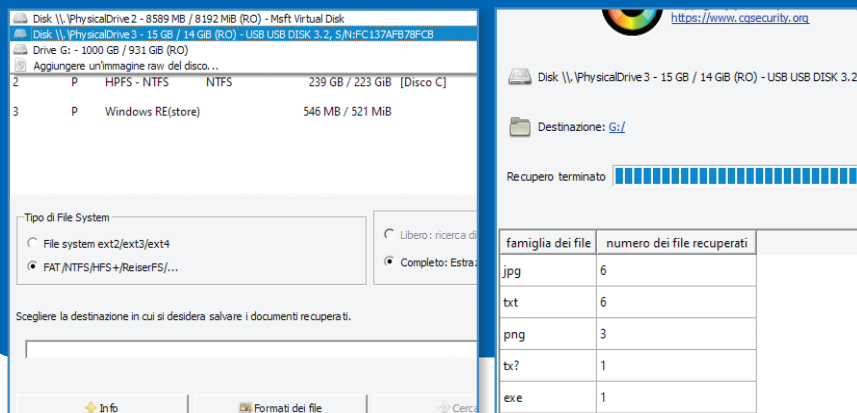 Disk \\.\PhysicalDrive2 - 8589 MB / 8192 MiB (RO) - Msft Virtual Disk
Disk \\.\PhysicalDrive3 - 15 GB / 14 GiB (RO) - USB USB DISK 3.2, S/N:FC137AFB78FCB
Drive G: - 1000 GB / 931 GiB (RO)
Aggiungere un'immagine raw del disco...
2 P HPFS - NTFS NTFS 239 GB / 223 GiB [Disco C]
3 P Windows RE(store) 546 MB / 521 MiB
Tipo di File System
File system ext2/ext3/ext4
FAT/NTFS/HFS+/ReiserFS/...
Libero: ricerca di
Completo: Estra
Scegliere la destinazione in cui si desidera salvare i documenti recuperati.
Info
Formati dei file
Cerca
https://www.cgsecurity.org
Disk \\.\PhysicalDrive3 - 15 GB / 14 GiB (RO) - USB USB DISK 3.2
Destinazione: G:/
Recupero terminato
famiglia dei file numero dei file recuperati
jpg 6
txt 6
png 3
tx? 1
exe 1